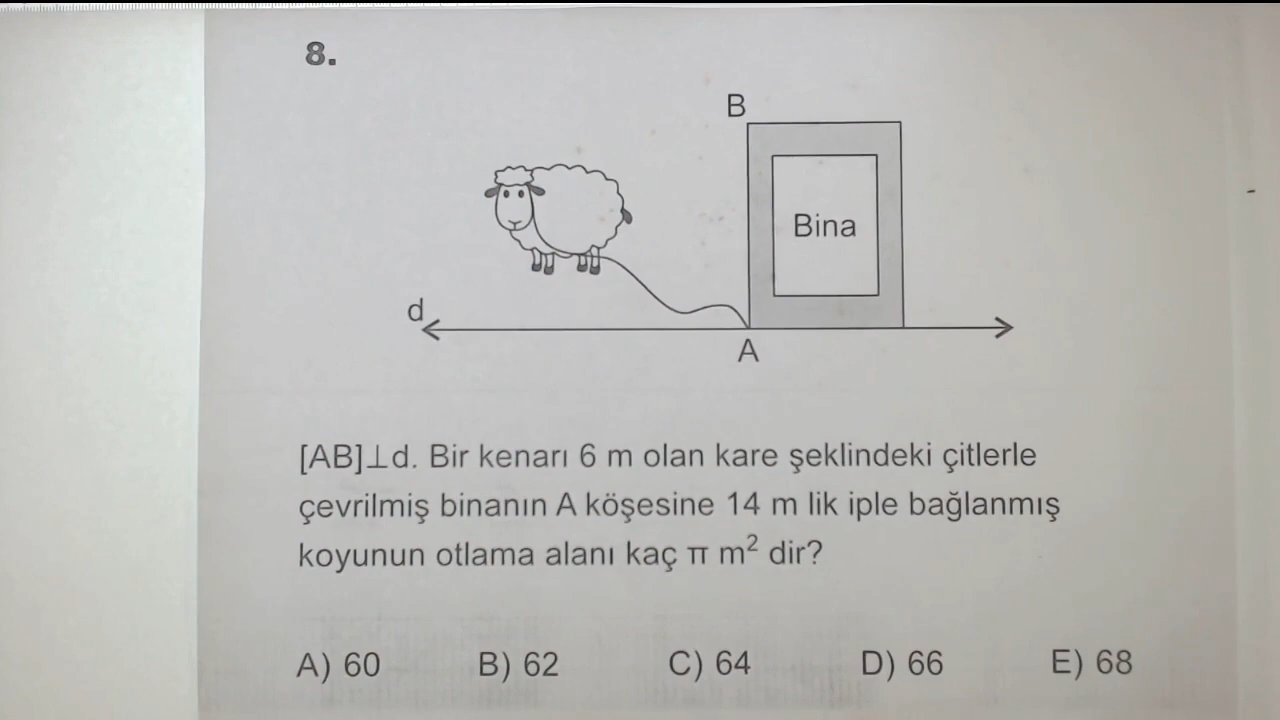 8.
B
Bina
d
A
[AB]⊥d. Bir kenarı 6 m olan kare şeklindeki çitlerle
çevrilmiş binanın A köşesine 14 m lik iple bağlanmış
koyunun otlama alanı kaç π m² dir?
A) 60 B) 62 C) 64 D) 66 E) 68